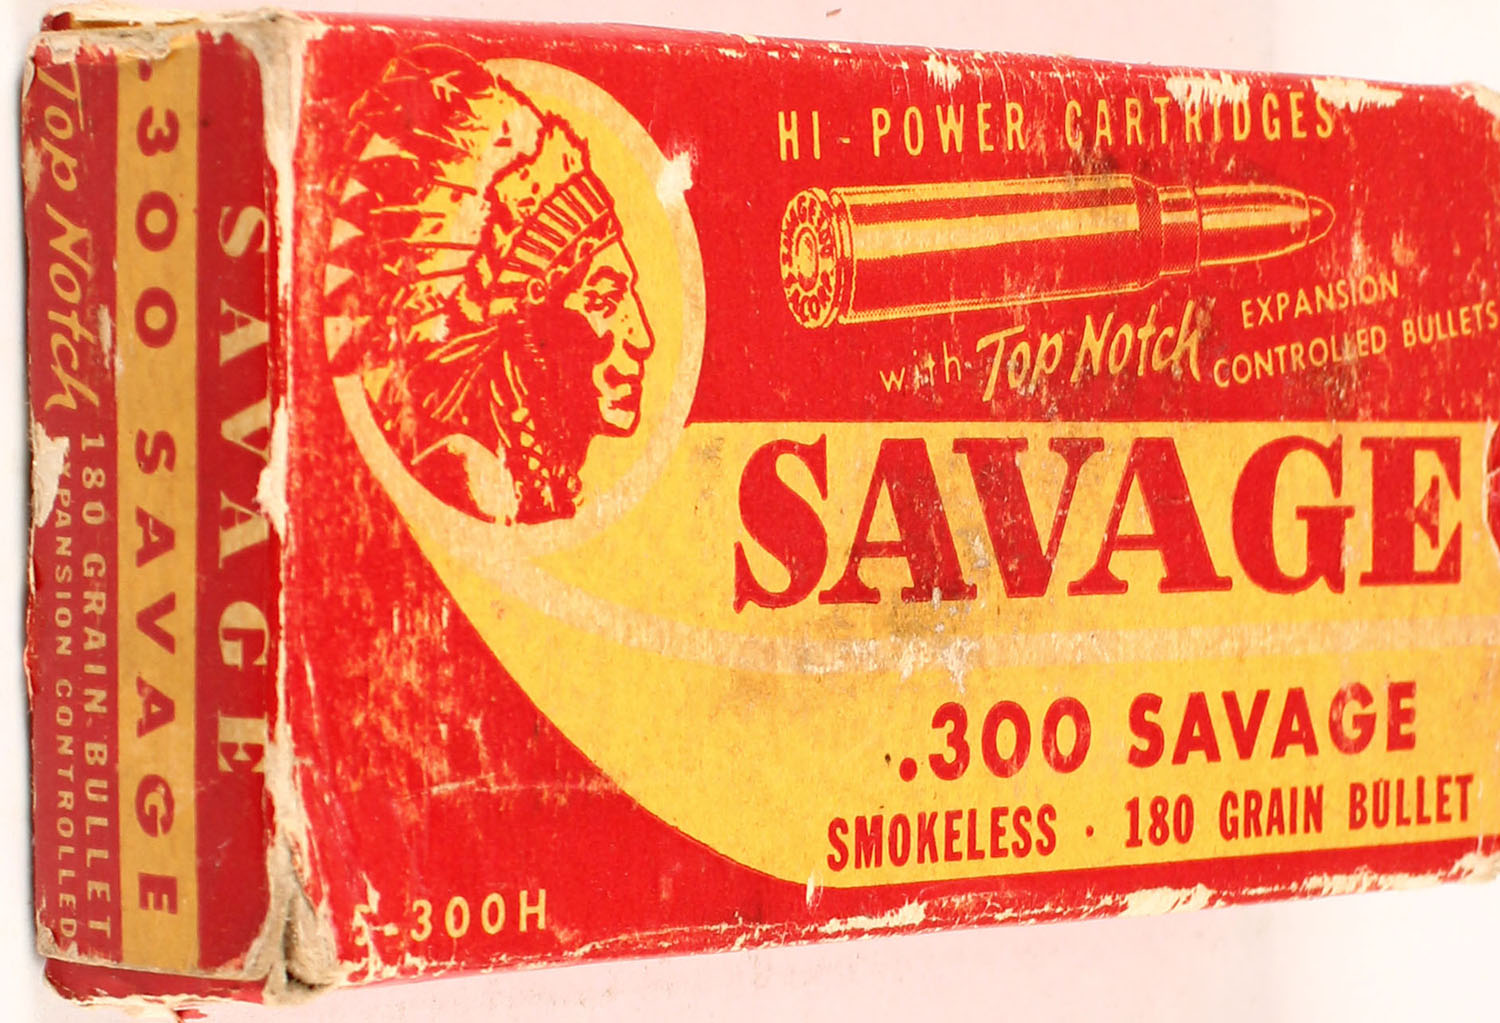 HI-POWER CARTRIDGES
with Top Notch EXPANSION CONTROLLED BULLETS
SAVAGE
.300 SAVAGE
SMOKELESS · 180 GRAIN BULLET
-300H
SAVAGE
.300 SAVAGE
Top Notch 180 GRAIN BULLET
EXPANSION CONTROLLED